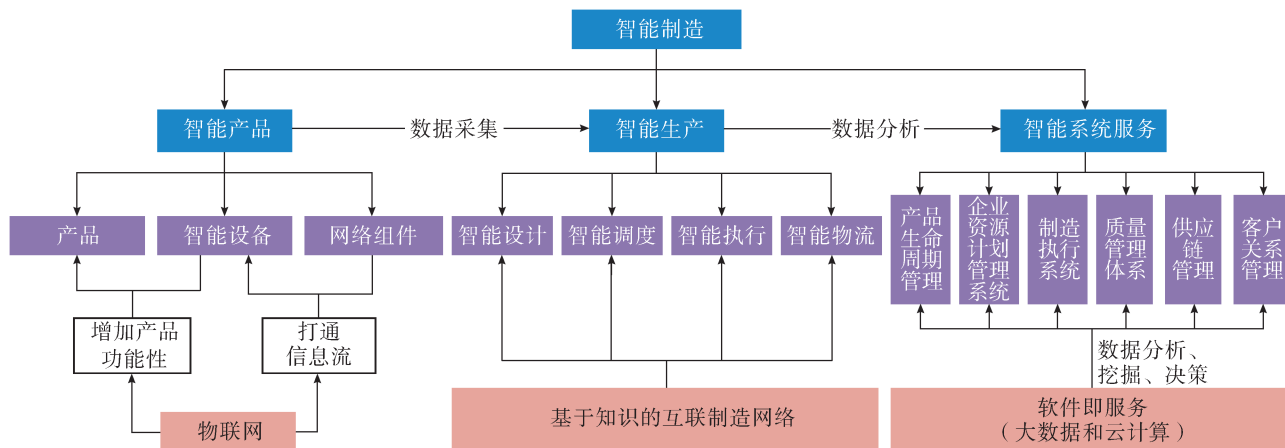 智能制造
智能产品
数据采集
智能生产
数据分析
智能系统服务
产品
智能设备
网络组件
智能设计
智能调度
智能执行
智能物流
产品
生命
周期
管理
企业
资源
计划
管理
系统
制造
执行
系统
质量
管理
体系
供应
链
管理
客户
关系
管理
增加产品
功能性
打通
信息流
数据分析、
挖掘、决策
物联网
基于知识的互联制造网络
软件即服务
（大数据和云计算）